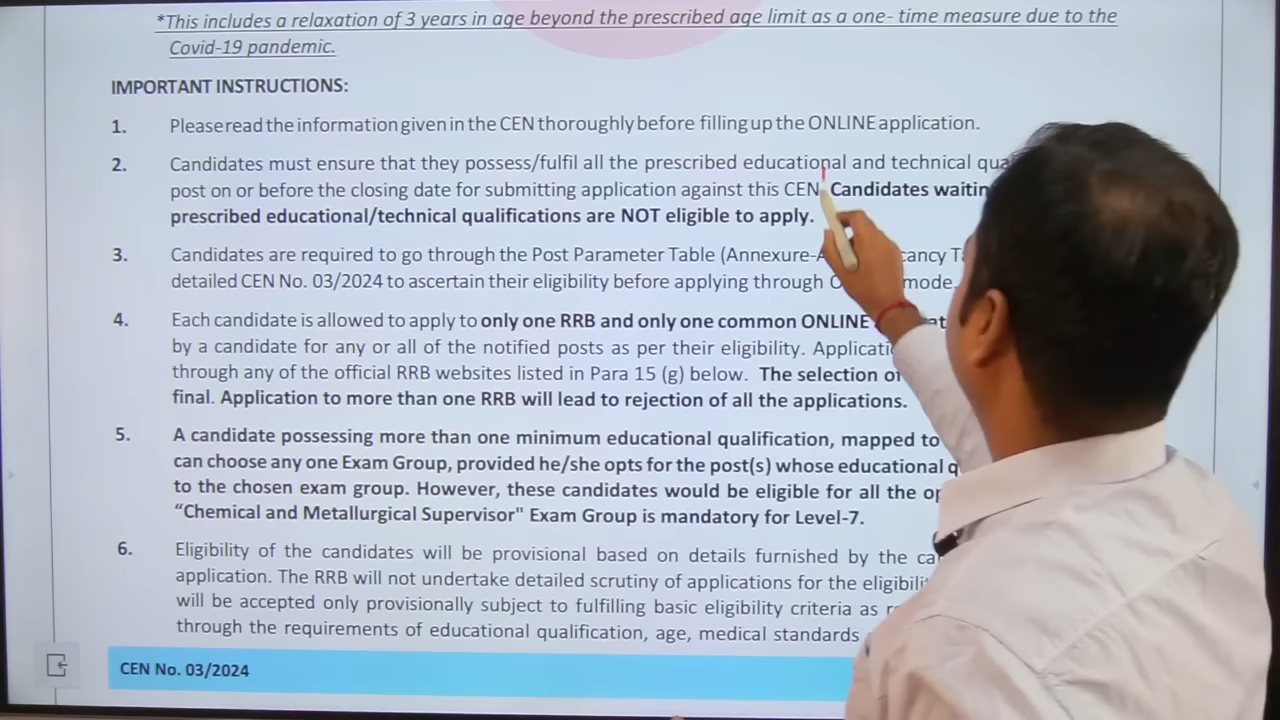 *This includes a relaxation of 3 years in age beyond the prescribed age limit as a one- time measure due to the
Covid-19 pandemic.
IMPORTANT INSTRUCTIONS:
1. Please read the information given in the CEN thoroughly before filling up the ONLINE application.
2. Candidates must ensure that they possess/fulfil all the prescribed educational and technical
post on or before the closing date for submitting application against this CEN. Candidates
prescribed educational/technical qualifications are NOT eligible to apply.
3. Candidates are required to go through the Post Parameter Table
detailed CEN No. 03/2024 to ascertain their eligibility before applying through mode.
4. Each candidate is allowed to apply to only one RRB and only one common ONLINE
by a candidate for any or all of the notified posts as per their eligibility.
through any of the official RRB websites listed in Para 15 (g) below. The selection
final. Application to more than one RRB will lead to rejection of all the applications.
5. A candidate possessing more than one minimum educational qualification, mapped to
can choose any one Exam Group, provided he/she opts for the post(s) whose educational
to the chosen exam group. However, these candidates would be eligible for all the
“Chemical and Metallurgical Supervisor" Exam Group is mandatory for Level-7.
6. Eligibility of the candidates will be provisional based on details furnished by the
application. The RRB will not undertake detailed scrutiny of applications for the
will be accepted only provisionally subject to fulfilling basic eligibility criteria as
through the requirements of educational qualification, age, medical standards
CEN No. 03/2024